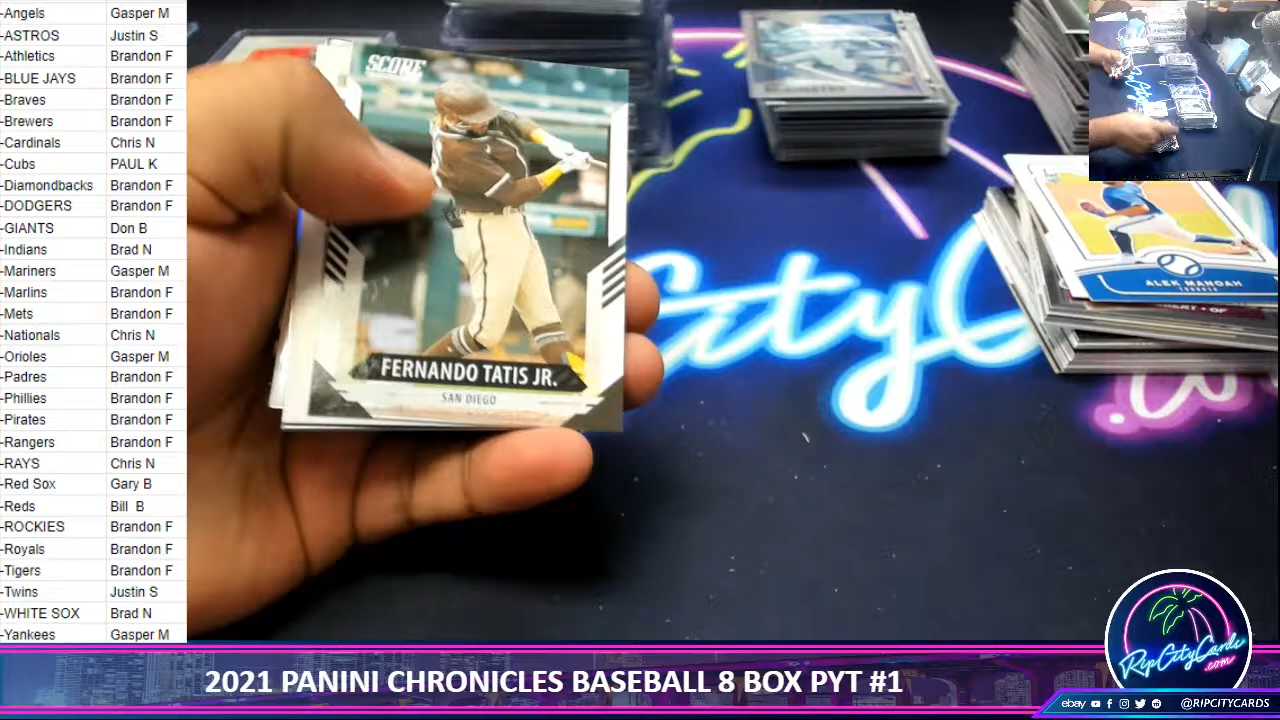 -Angels Gasper M
-ASTROS Justin S
-Athletics Brandon F
-BLUE JAYS Brandon F
-Braves Brandon F
-Brewers Brandon F
-Cardinals Chris N
-Cubs PAUL K
-Diamondbacks Brandon F
-DODGERS Brandon F
-GIANTS Don B
-Indians Brad N
-Mariners Gasper M
-Marlins Brandon F
-Mets Brandon F
-Nationals Chris N
-Orioles Gasper M
-Padres Brandon F
-Phillies Brandon F
-Pirates Brandon F
-Rangers Brandon F
-RAYS Chris N
-Red Sox Gary B
-Reds Bill B
-ROCKIES Brandon F
-Royals Brandon F
-Tigers Brandon F
-Twins Justin S
-WHITE SOX Brad N
-Yankees Gasper M
SCORE
FERNANDO TATIS JR.
SAN DIEGO
ALEK MANOAH
TORONTO
City
.co
2021 PANINI CHRONICLES BASEBALL 8 BOX PYT #1
RipCityCards
.com
ebay @RIPCITYCARDS